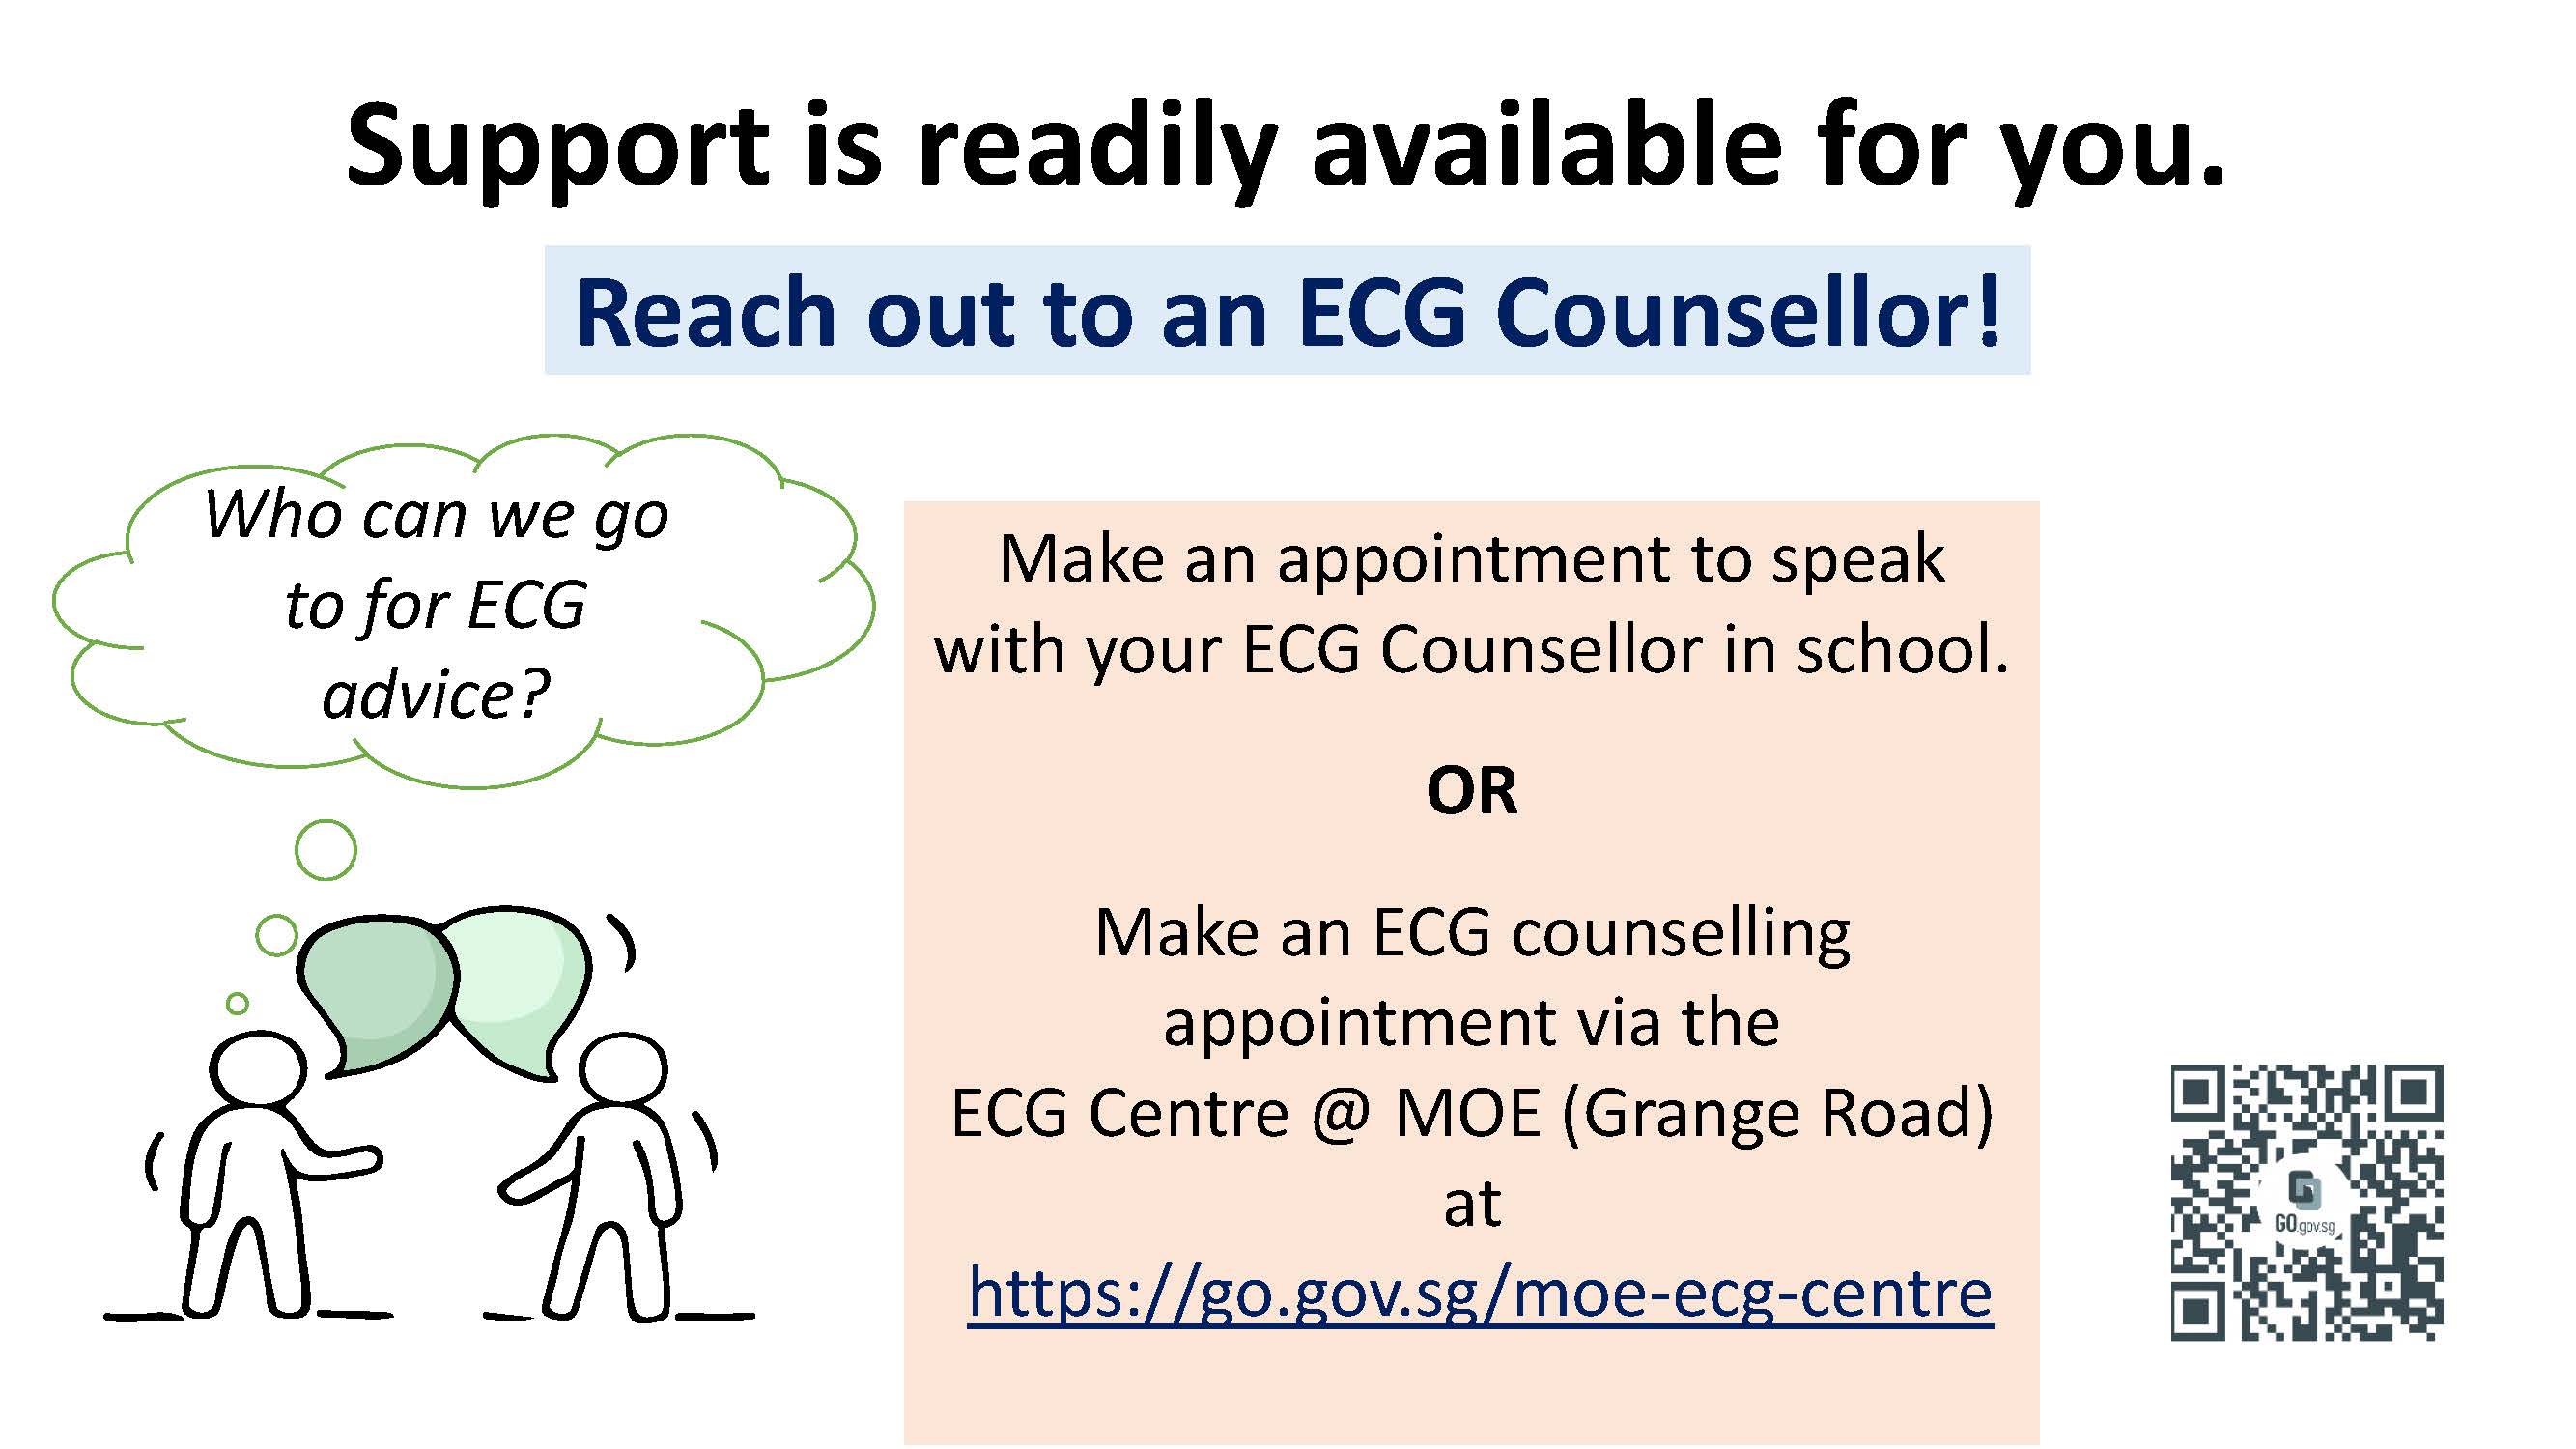 Support is readily available for you.
Reach out to an ECG Counsellor!
Who can we go
to for ECG
advice?
Make an appointment to speak
with your ECG Counsellor in school.
OR
Make an ECG counselling
appointment via the
ECG Centre @ MOE (Grange Road)
at
https://go.gov.sg/moe-ecg-centre
GO.gov.sg